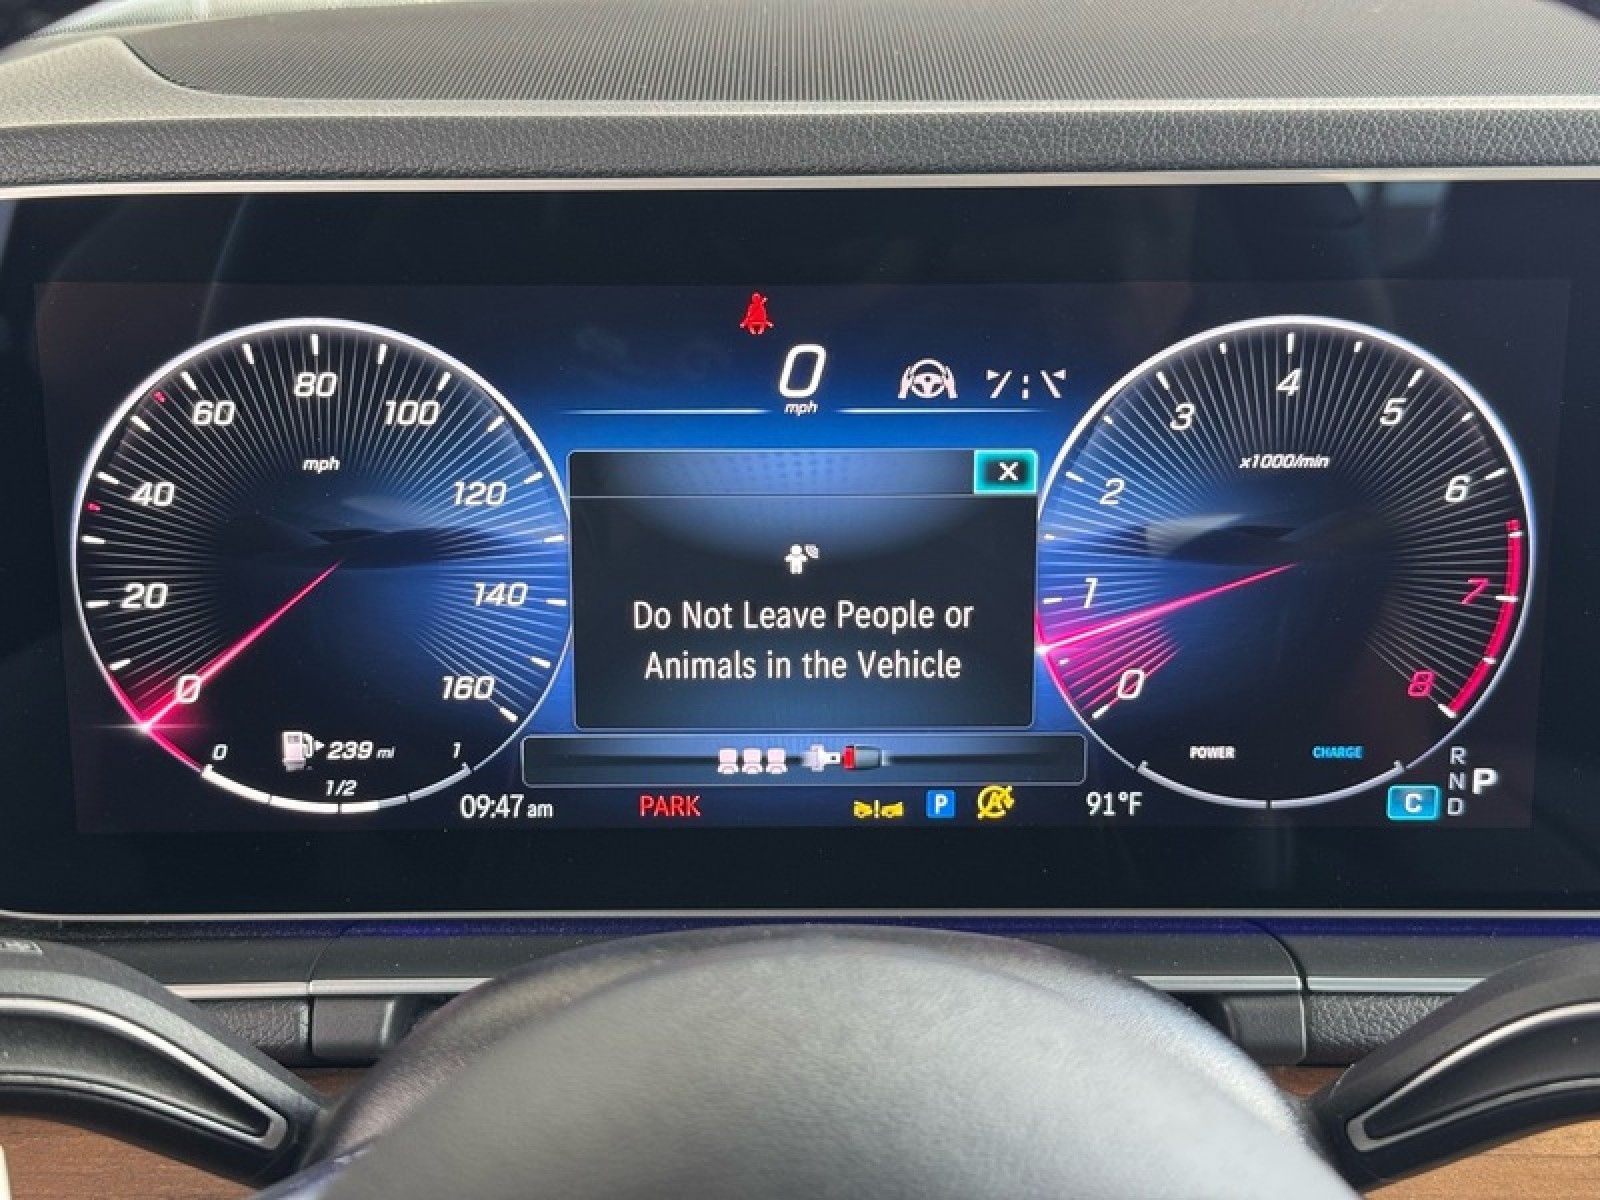 0
mph
80
60
100
mph
40
120
20
140
0
160
0
239 mi
1
1/2
4
3
5
x1000/min
2
6
1
7
0
8
POWER
CHARGE
X
Do Not Leave People or
Animals in the Vehicle
09:47 am
PARK
P
A
91°F
C
R
N
D
P